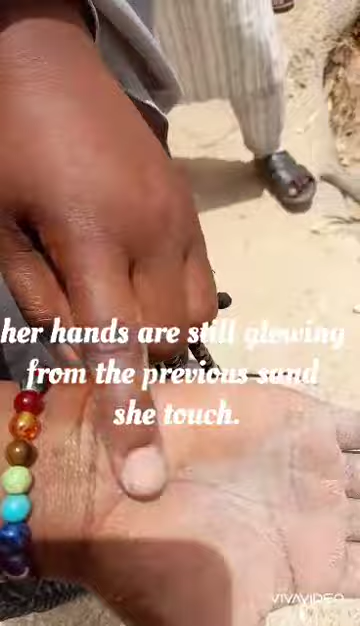 her hands are still glowing
from the previous sand
she touch.
VIVAVIDEO